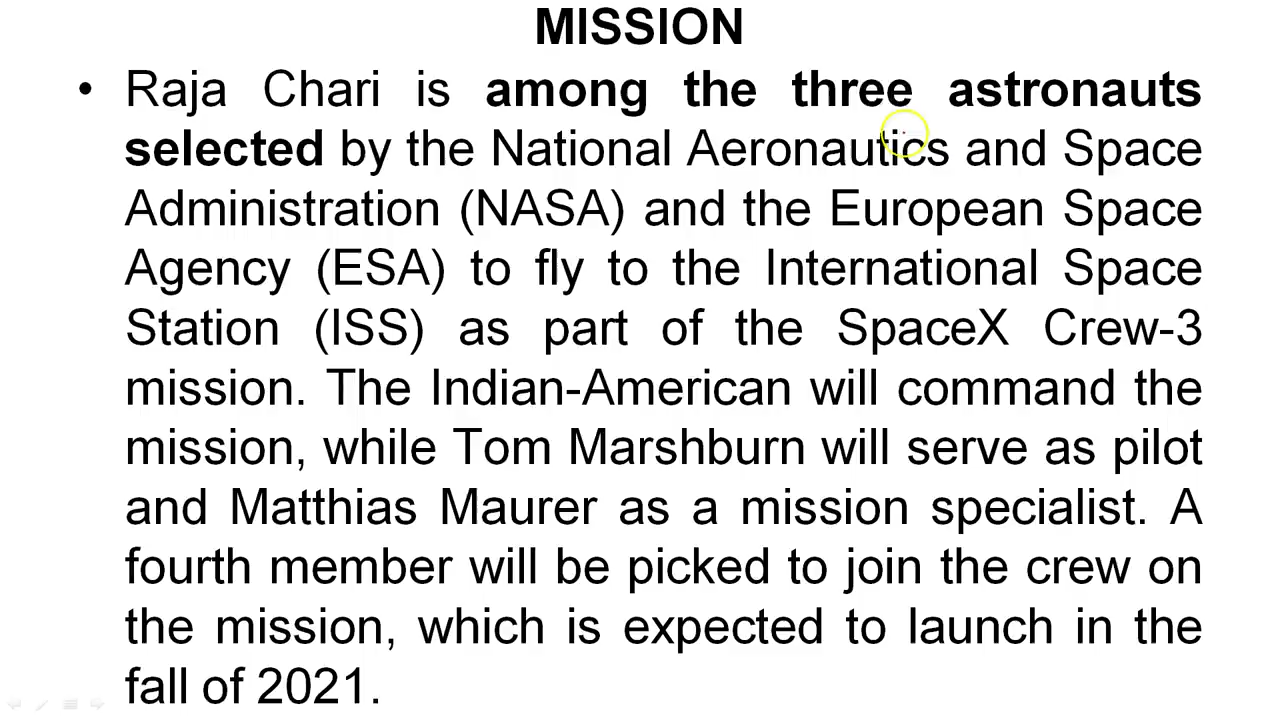 MISSION
• Raja Chari is among the three astronauts
selected by the National Aeronautics and Space
Administration (NASA) and the European Space
Agency (ESA) to fly to the International Space
Station (ISS) as part of the SpaceX Crew-3
mission. The Indian-American will command the
mission, while Tom Marshburn will serve as pilot
and Matthias Maurer as a mission specialist. A
fourth member will be picked to join the crew on
the mission, which is expected to launch in the
fall of 2021.